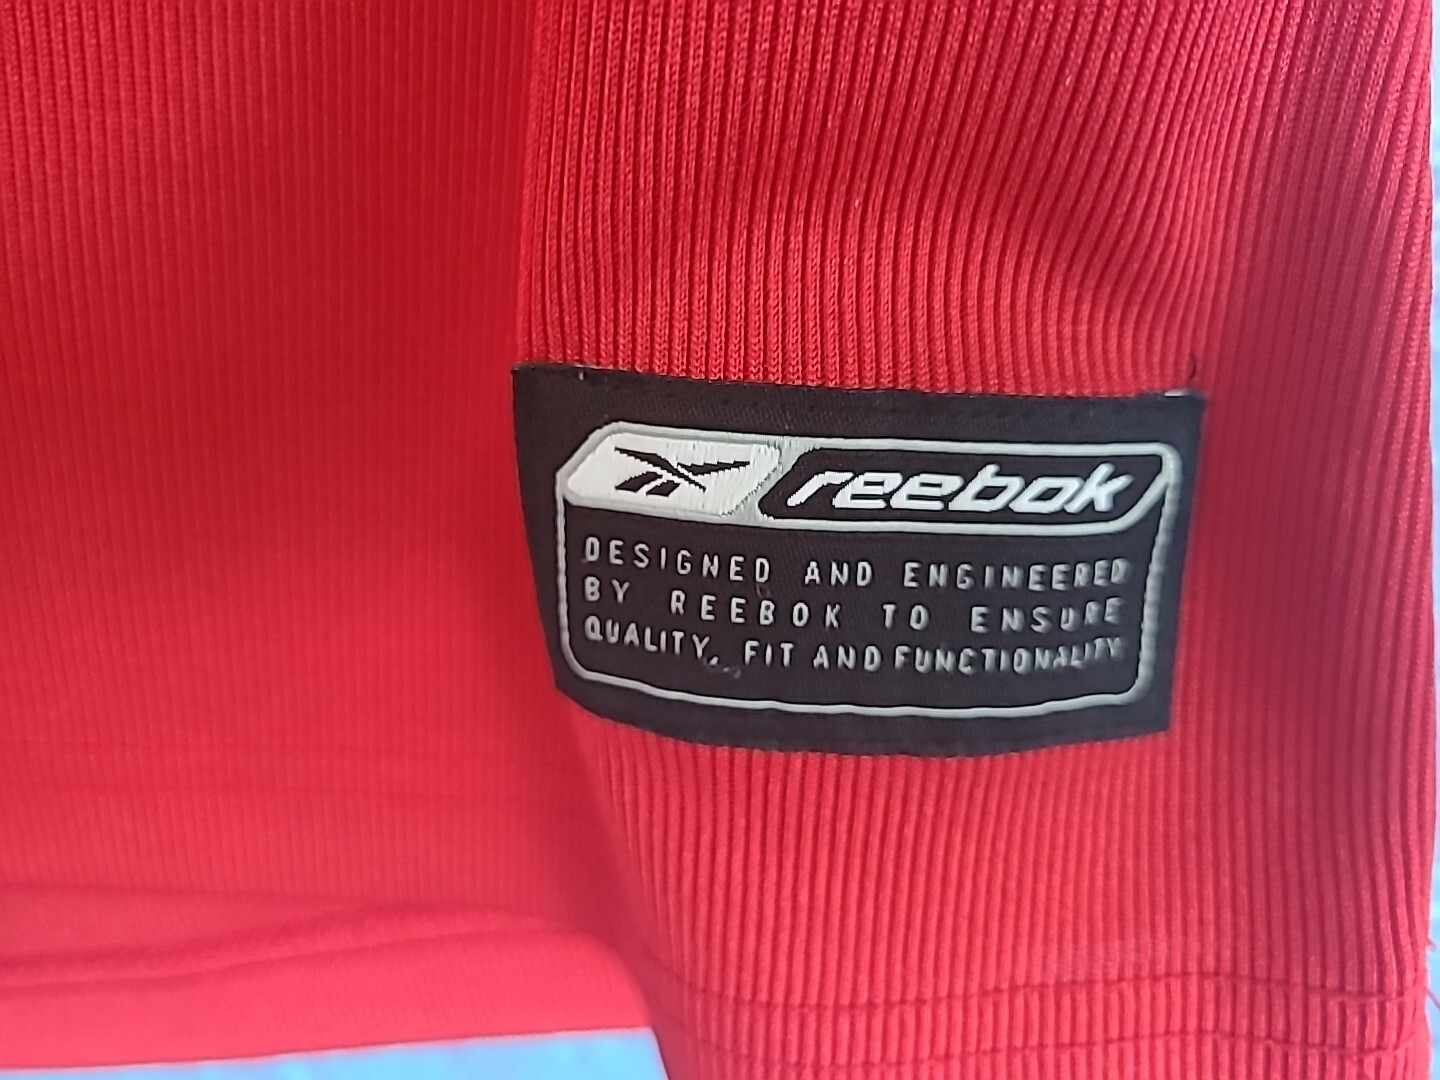 reebok
DESIGNED AND ENGINEERED
BY REEBOK TO ENSURE
QUALITY, FIT AND FUNCTIONALITY